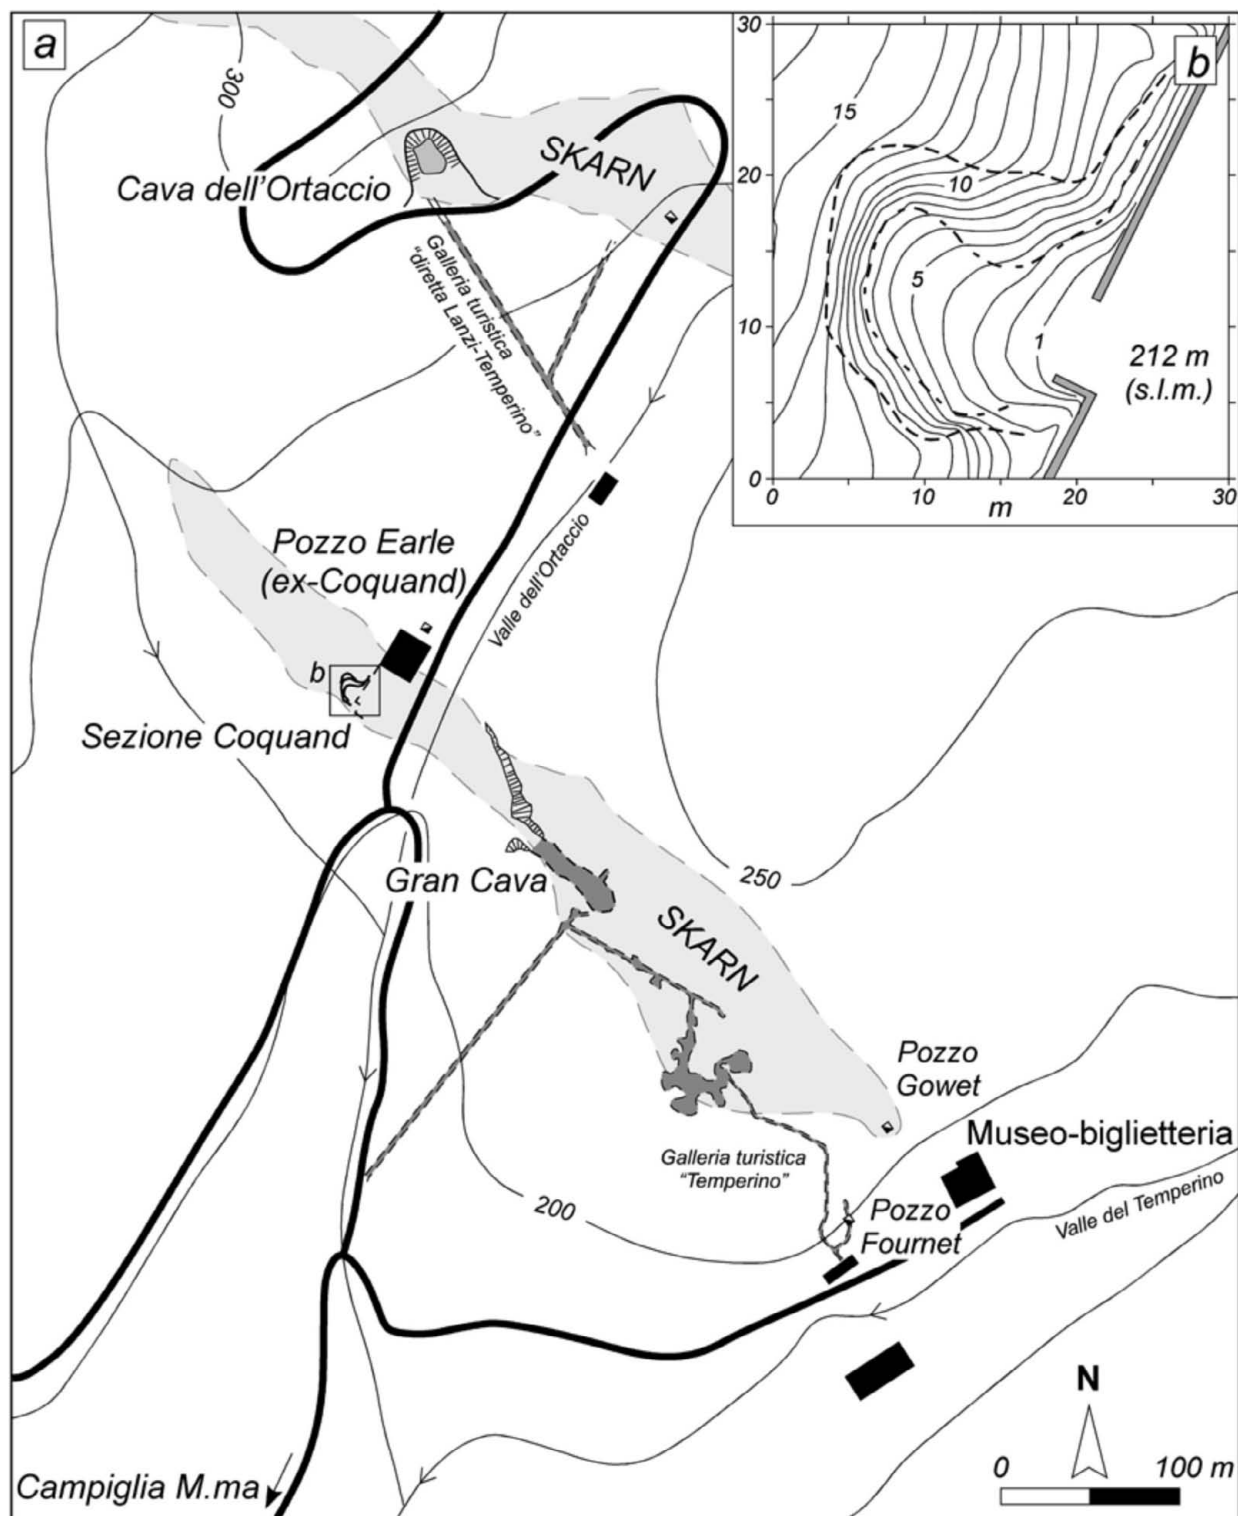 a
300
Cava dell'Ortaccio
SKARN
Galleria turistica
"diretta Lanzi-Temperino"
30
b
15
20
10
5
10
1
212 m
(s.l.m.)
0
0
10
m
20
30
Pozzo Earle
(ex-Coquand)
Valle dell'Ortaccio
b
Sezione Coquand
Gran Cava
250
SKARN
Pozzo
Gowet
Museo-biglietteria
Galleria turistica
"Temperino"
200
Pozzo
Fournet
Valle del Temperino
N
0
100 m
Campiglia M.ma